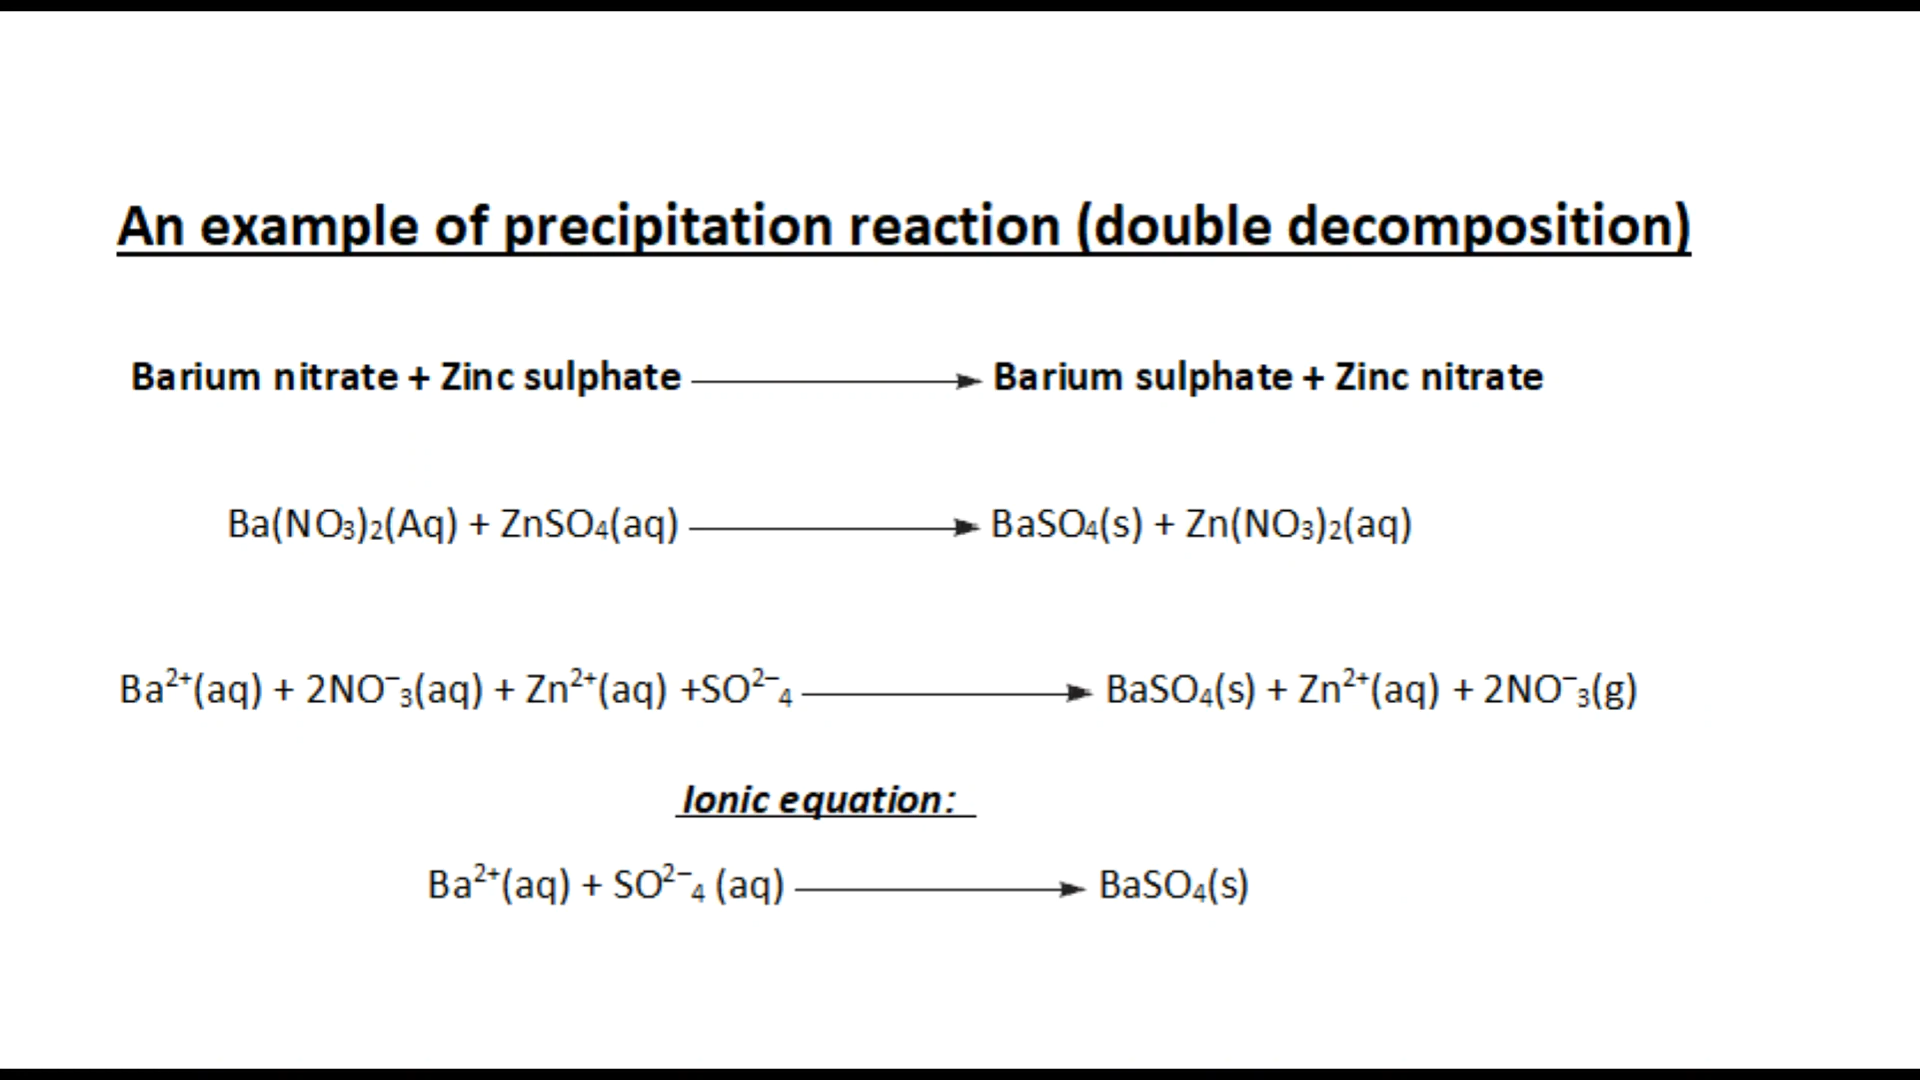 An example of precipitation reaction (double decomposition)
Barium nitrate + Zinc sulphate ⟶ Barium sulphate + Zinc nitrate
Ba(NO₃)₂(Aq) + ZnSO₄(aq) ⟶ BaSO₄(s) + Zn(NO₃)₂(aq)
Ba²⁺(aq) + 2NO⁻₃(aq) + Zn²⁺(aq) +SO²⁻₄ ⟶ BaSO₄(s) + Zn²⁺(aq) + 2NO⁻₃(g)
Ionic equation:
Ba²⁺(aq) + SO²⁻₄ (aq) ⟶ BaSO₄(s)